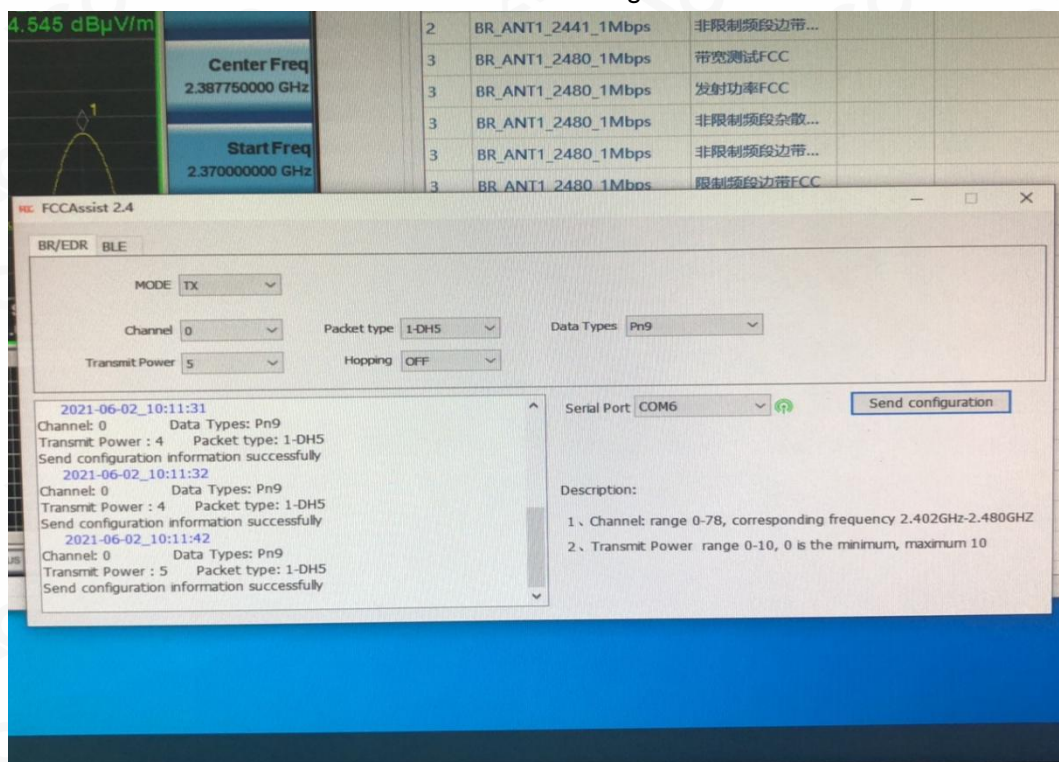 4.545 dBµV/m
Center Freq
2.387750000 GHz
1
Start Freq
2.370000000 GHz
2 BR_ANT1_2441_1Mbps 非限制频段边带...
3 BR_ANT1_2480_1Mbps 带宽测试FCC
3 BR_ANT1_2480_1Mbps 发射功率FCC
3 BR_ANT1_2480_1Mbps 非限制频段杂散...
3 BR_ANT1_2480_1Mbps 非限制频段边带...
3 BR_ANT1_2480_1Mbps 限制频段边带FCC
FCC FCCAssist 2.4
BR/EDR BLE
MODE TX
Channel 0 Packet type 1-DH5 Data Types Pn9
Transmit Power 5 Hopping OFF
2021-06-02_10:11:31
Channel: 0 Data Types: Pn9
Transmit Power : 4 Packet type: 1-DH5
Send configuration information successfully
2021-06-02_10:11:32
Channel: 0 Data Types: Pn9
Transmit Power : 4 Packet type: 1-DH5
Send configuration information successfully
2021-06-02_10:11:42
Channel: 0 Data Types: Pn9
Transmit Power : 5 Packet type: 1-DH5
Send configuration information successfully
Serial Port COM6 Send configuration
Description:
1、Channel: range 0-78, corresponding frequency 2.402GHz-2.480GHZ
2、Transmit Power range 0-10, 0 is the minimum, maximum 10